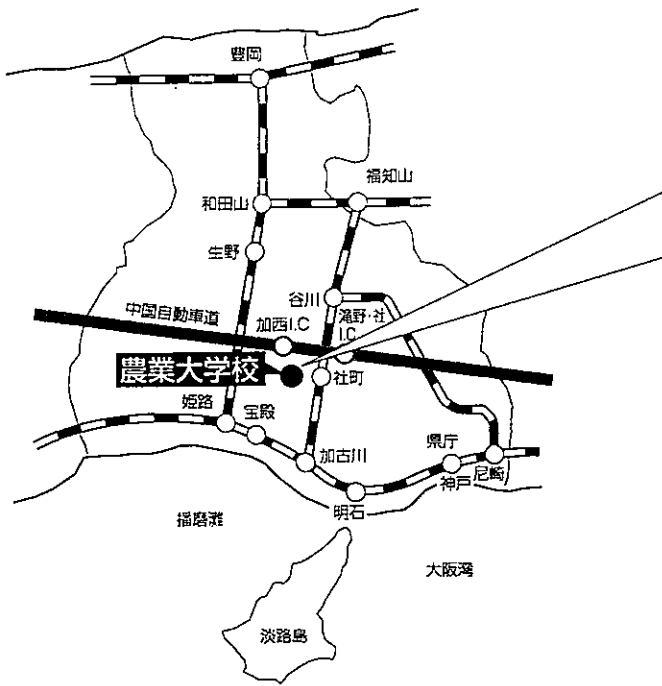 豊岡
福知山
和田山
生野
谷川
滝野・社
I.C
中国自動車道
加西I.C
農業大学校
社町
姫路
宝殿
加古川
県庁
神戸
尼崎
明石
播磨灘
大阪湾
淡路島